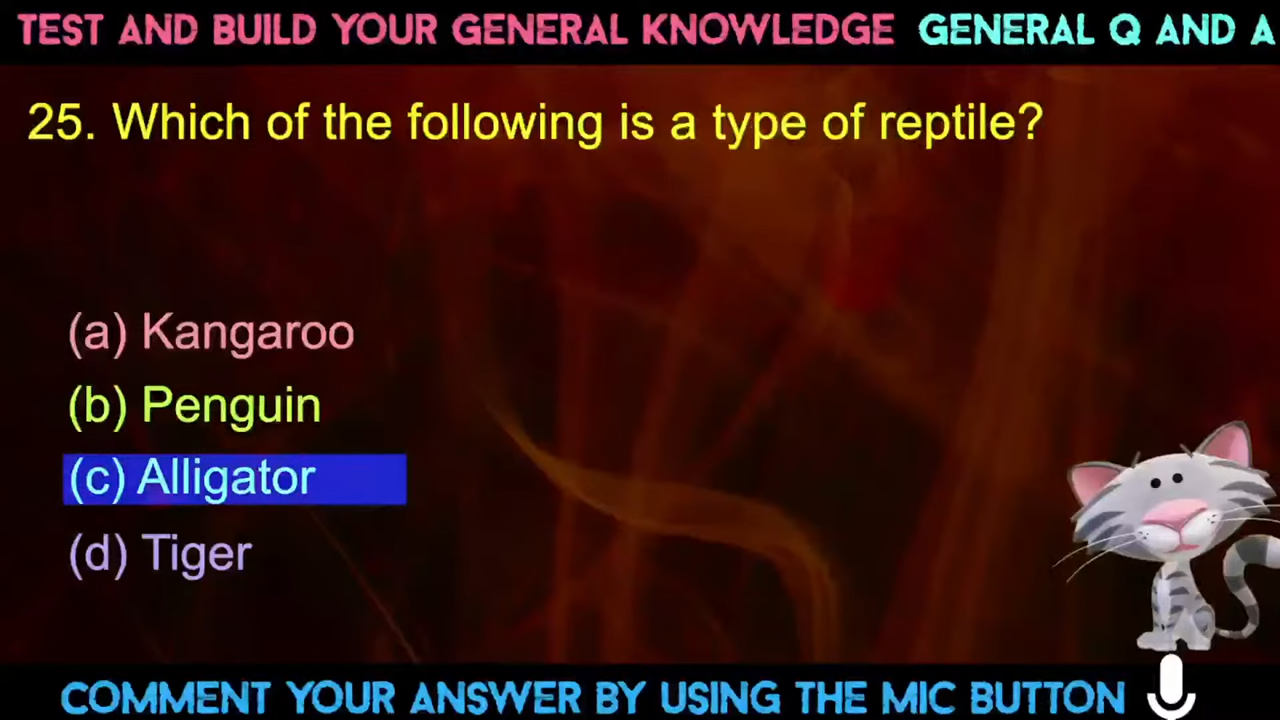 TEST AND BUILD YOUR GENERAL KNOWLEDGE GENERAL Q AND A
25. Which of the following is a type of reptile?
(a) Kangaroo
(b) Penguin
(c) Alligator
(d) Tiger
COMMENT YOUR ANSWER BY USING THE MIC BUTTON